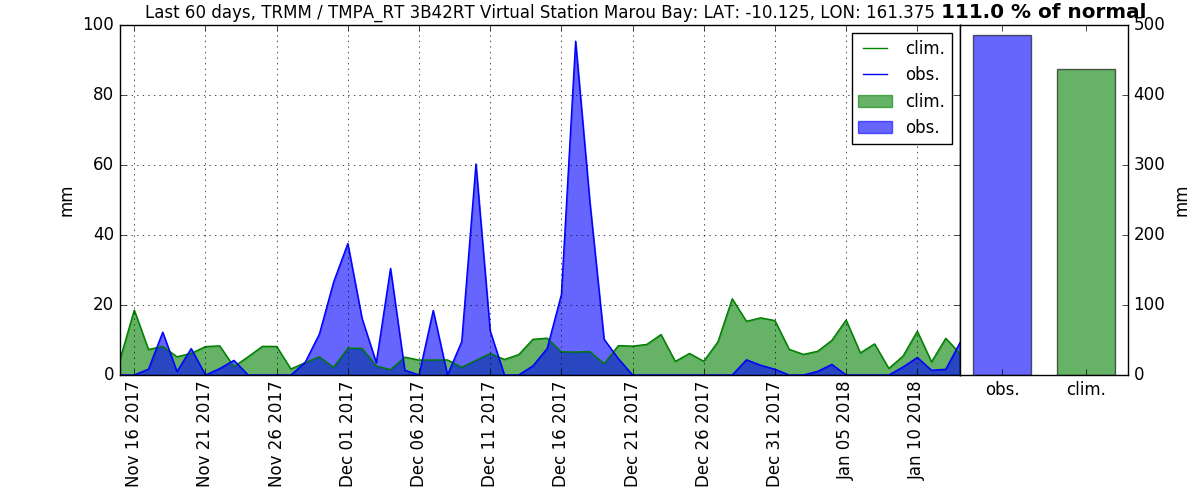 Last 60 days, TRMM / TMPA_RT 3B42RT Virtual Station Marou Bay: LAT: -10.125, LON: 161.375 111.0 % of normal
100
80
60
40
20
0
mm
clim.
obs.
clim.
obs.
500
400
300
200
100
0
mm
Nov 16 2017
Nov 21 2017
Nov 26 2017
Dec 01 2017
Dec 06 2017
Dec 11 2017
Dec 16 2017
Dec 21 2017
Dec 26 2017
Dec 31 2017
Jan 05 2018
Jan 10 2018
obs.
clim.